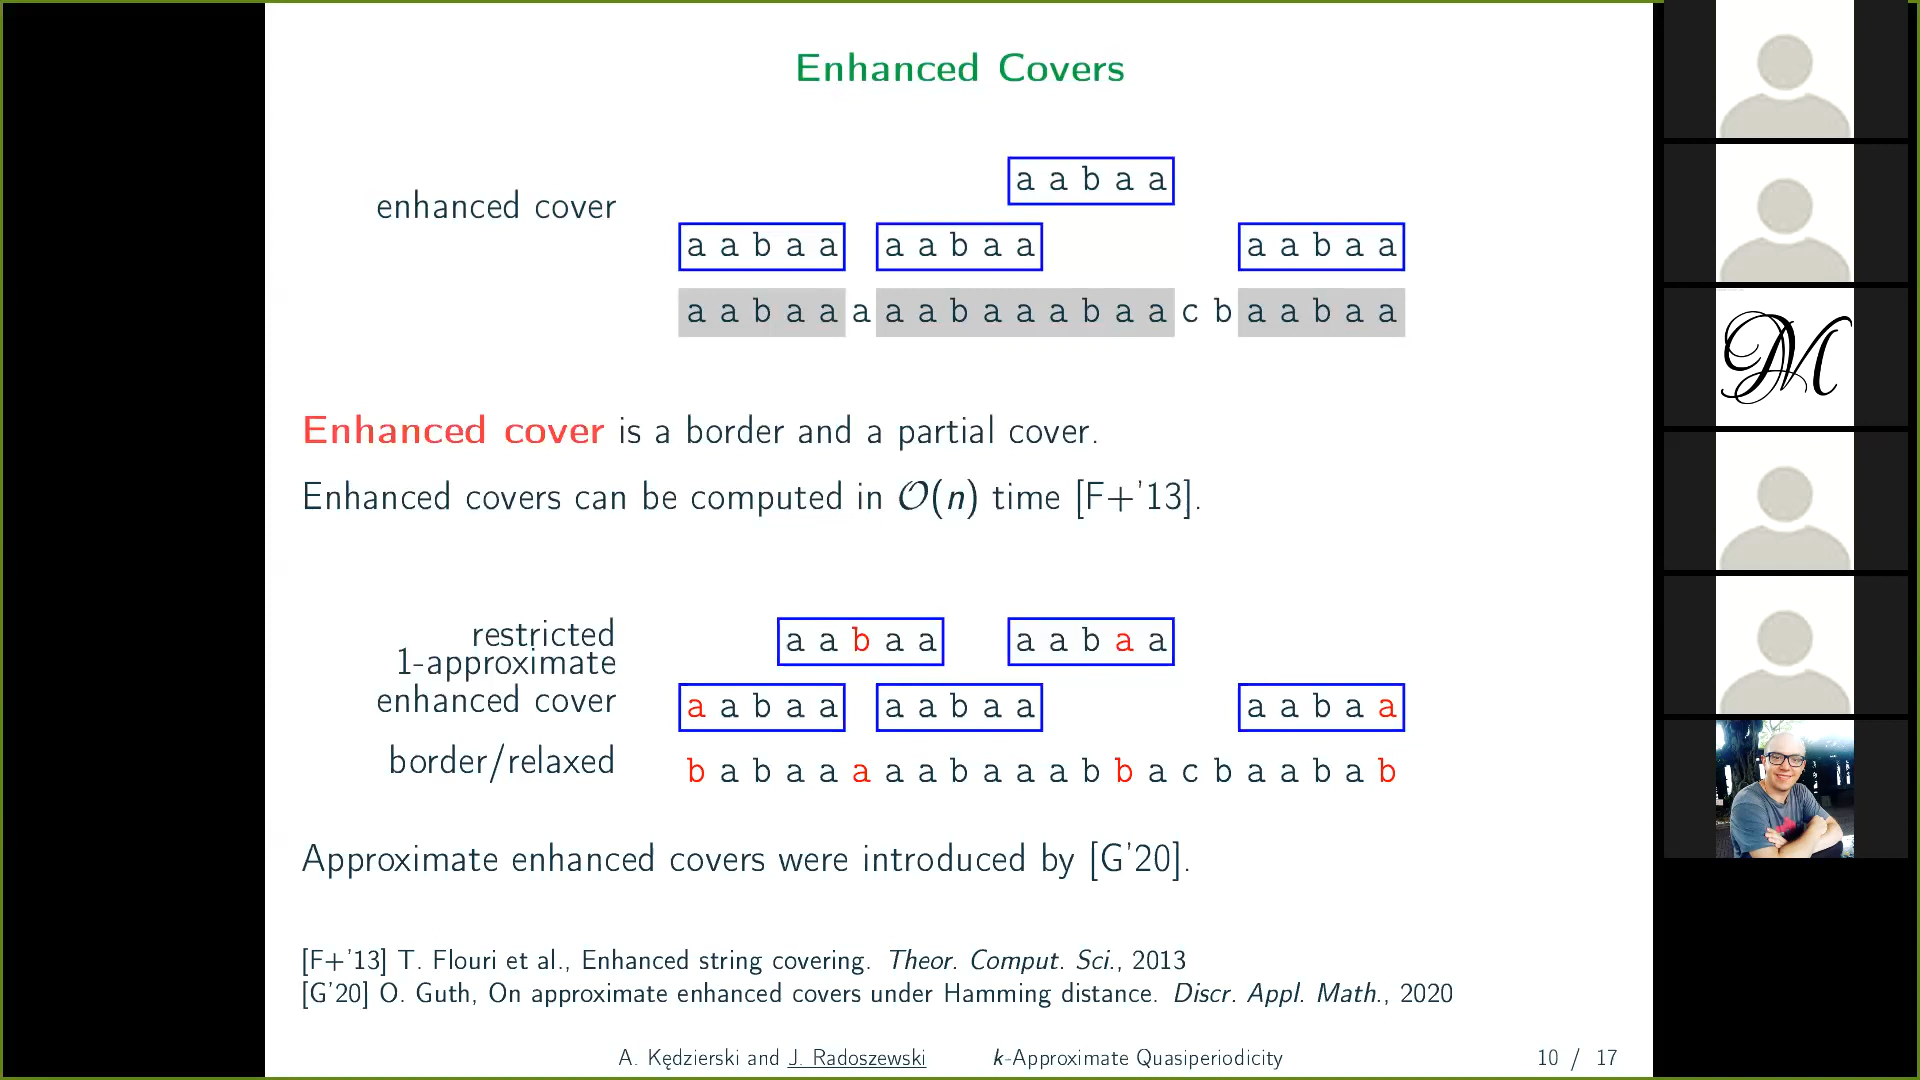 Enhanced Covers
a a b a a
enhanced cover
a a b a a a a b a a a a b a a
a a b a a a a a b a a a b a a c b a a b a a
Enhanced cover is a border and a partial cover.
Enhanced covers can be computed in O(n) time [F+'13].
restricted a a b a a a a b a a
1-approximate
enhanced cover a a b a a a a b a a a a b a a
border/relaxed b a b a a a a a b a a a b b a c b a a b a b
Approximate enhanced covers were introduced by [G'20].
[F+'13] T. Flouri et al., Enhanced string covering. Theor. Comput. Sci., 2013
[G'20] O. Guth, On approximate enhanced covers under Hamming distance. Discr. Appl. Math., 2020
A. Kędzierski and J. Radoszewski k-Approximate Quasiperiodicity 10 / 17
M